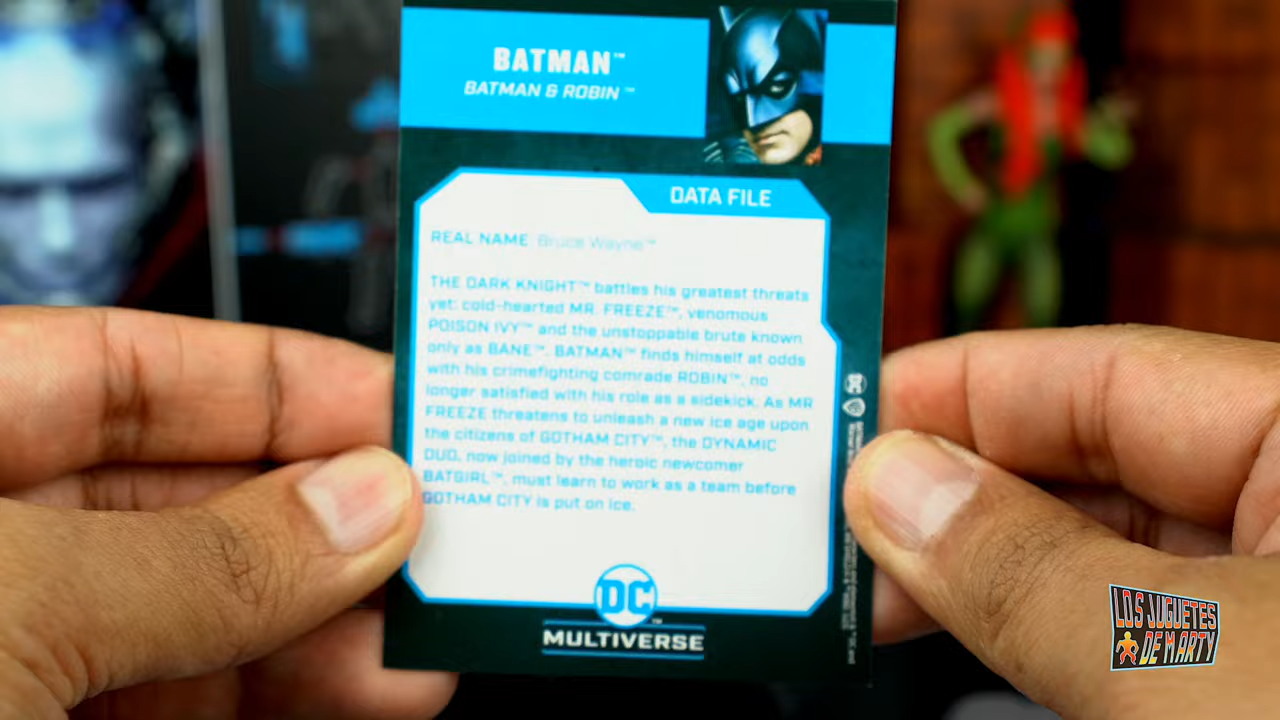 BATMAN™
BATMAN & ROBIN™
DATA FILE
REAL NAME Bruce Wayne™
THE DARK KNIGHT™ battles his greatest threats
yet: cold-hearted MR. FREEZE™, venomous
POISON IVY™ and the unstoppable brute known
only as BANE™. BATMAN™ finds himself at odds
with his crimefighting comrade ROBIN™, no
longer satisfied with his role as a sidekick. As MR
FREEZE threatens to unleash a new ice age upon
the citizens of GOTHAM CITY™, the DYNAMIC
DUO, now joined by the heroic newcomer
BATGIRL™, must learn to work as a team before
GOTHAM CITY is put on ice.
DC
DC™
MULTIVERSE
LOS JUGUETES
DE MARTY